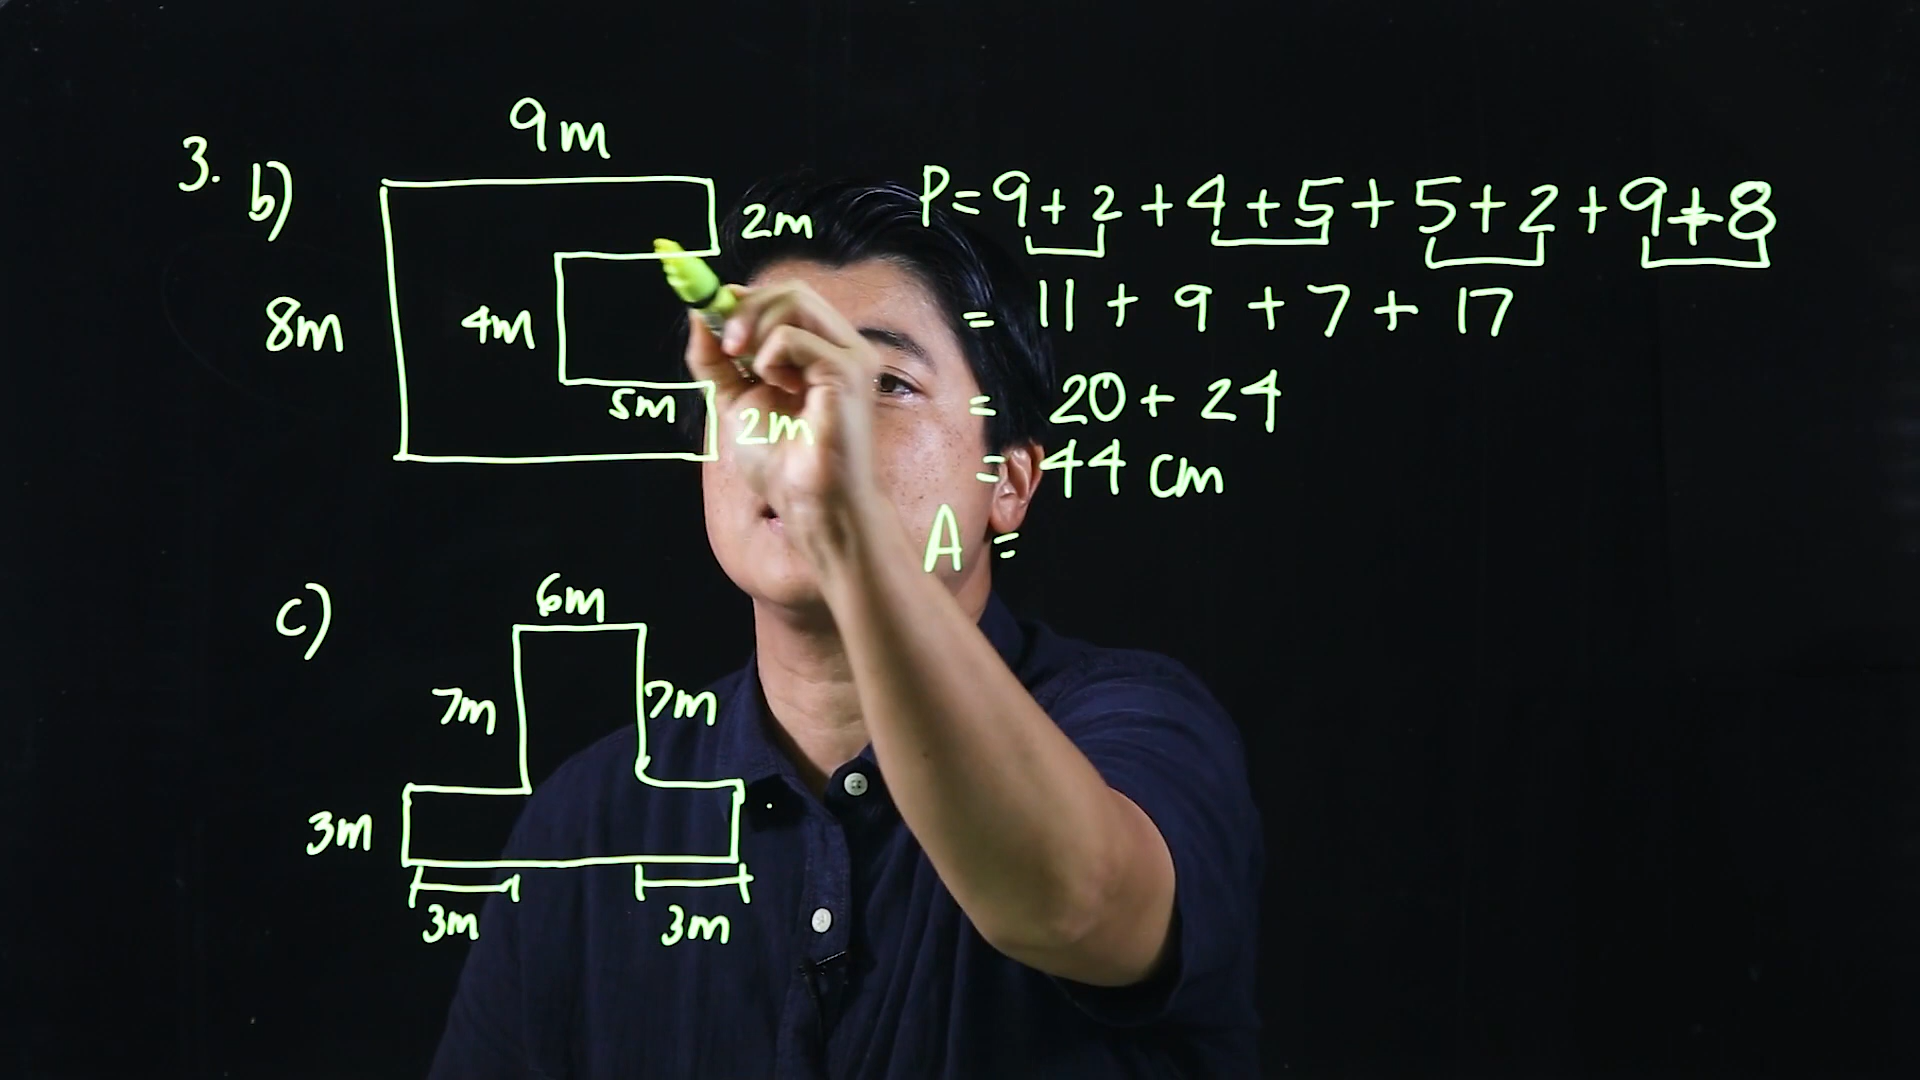 3. b)
9m
2m
8m
4m
5m
2m
P = 9 + 2 + 4 + 5 + 5 + 2 + 9 + 8
= 11 + 9 + 7 + 17
= 20 + 24
= 44 cm
A =
c)
6m
7m
7m
3m
3m
3m